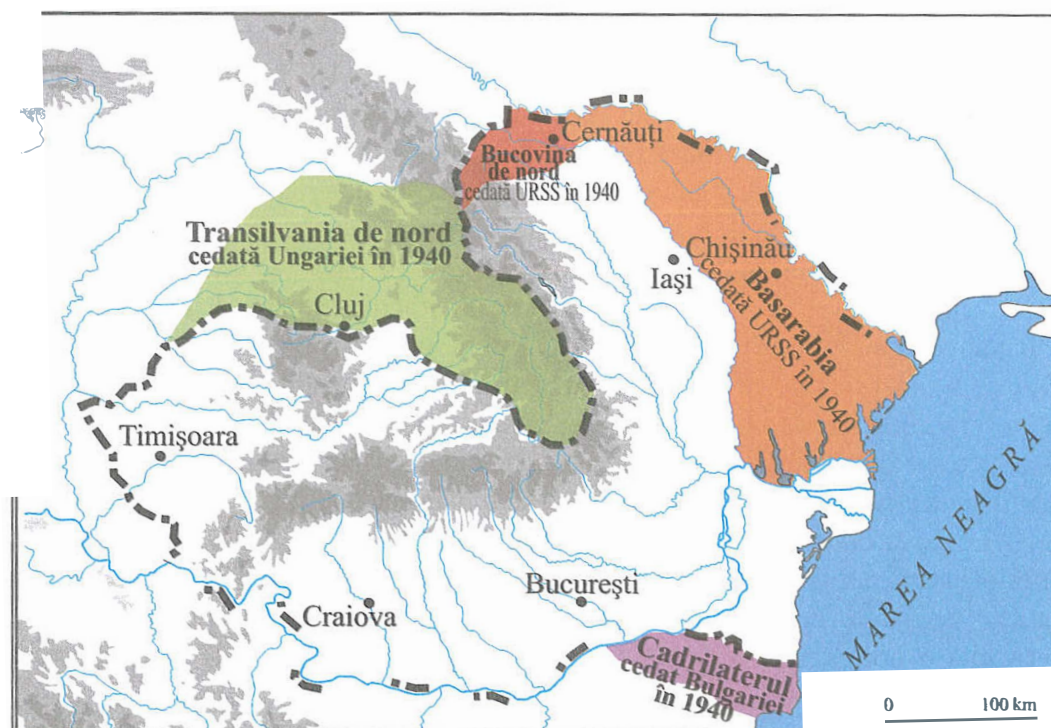 Cernăuți
Bucovina
de nord
cedată URSS în 1940
Transilvania de nord
cedată Ungariei în 1940
Cluj
Chișinău
Iași
Basarabia
cedată URSS în 1940
Timișoara
București
Craiova
Cadrilaterul
cedat Bulgariei
în 1940
MAREA NEAGRĂ
0 100 km